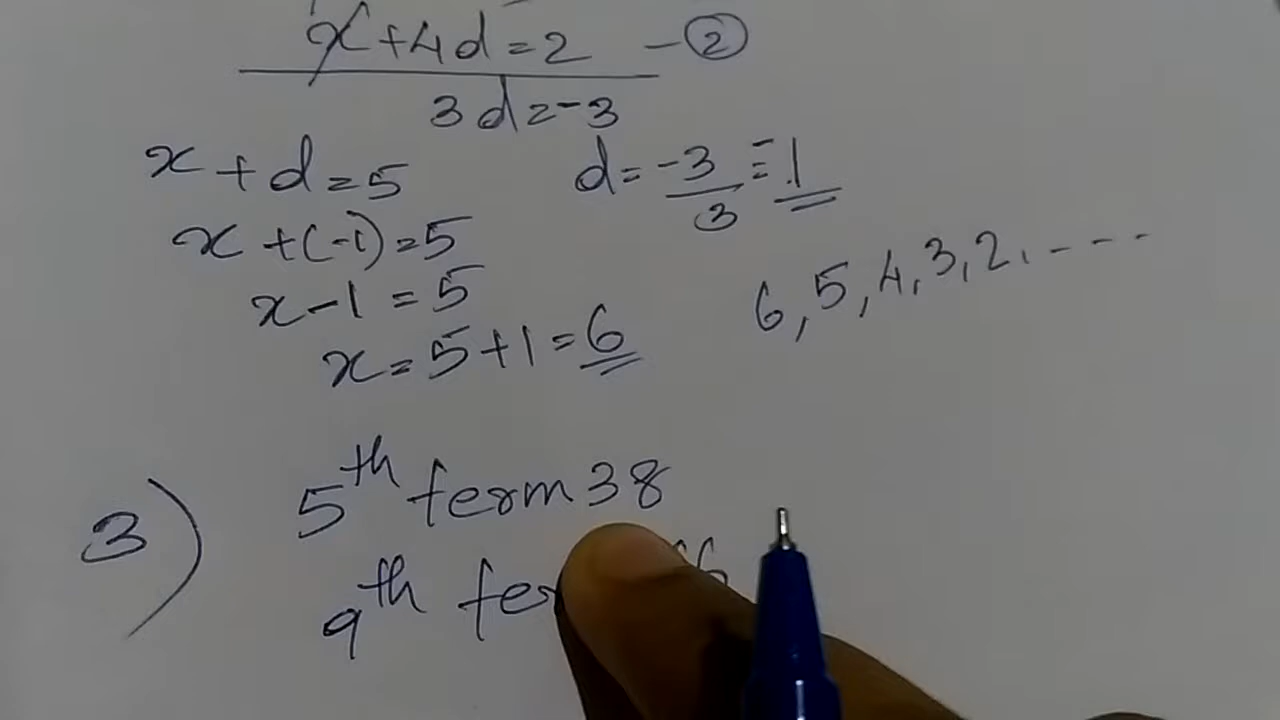 x+4d=2 -②
3d=-3
x+d=5 d=-3/3=-1
x+(-1)=5
x-1=5 6,5,4,3,2,----
x=5+1=6
3) 5th term 38
9th